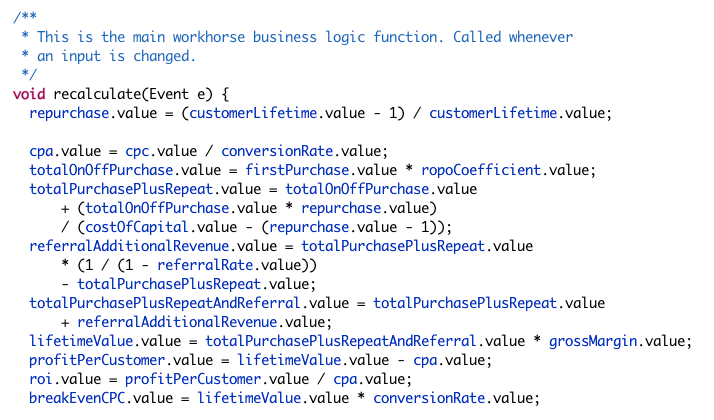 /**
 * This is the main workhorse business logic function. Called whenever
 * an input is changed.
 */
void recalculate(Event e) {
  repurchase.value = (customerLifetime.value - 1) / customerLifetime.value;

  cpa.value = cpc.value / conversionRate.value;
  totalOnOffPurchase.value = firstPurchase.value * ropoCoefficient.value;
  totalPurchasePlusRepeat.value = totalOnOffPurchase.value
      + (totalOnOffPurchase.value * repurchase.value)
      / (costOfCapital.value - (repurchase.value - 1));
  referralAdditionalRevenue.value = totalPurchasePlusRepeat.value
      * (1 / (1 - referralRate.value))
      - totalPurchasePlusRepeat.value;
  totalPurchasePlusRepeatAndReferral.value = totalPurchasePlusRepeat.value
      + referralAdditionalRevenue.value;
  lifetimeValue.value = totalPurchasePlusRepeatAndReferral.value * grossMargin.value;
  profitPerCustomer.value = lifetimeValue.value - cpa.value;
  roi.value = profitPerCustomer.value / cpa.value;
  breakEvenCPC.value = lifetimeValue.value * conversionRate.value;